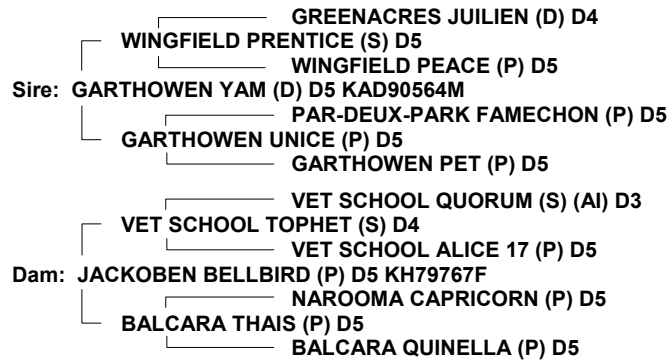 GREENACRES JUILIEN (D) D4
WINGFIELD PRENTICE (S) D5
WINGFIELD PEACE (P) D5
Sire: GARTHOWEN YAM (D) D5 KAD90564M
PAR-DEUX-PARK FAMECHON (P) D5
GARTHOWEN UNICE (P) D5
GARTHOWEN PET (P) D5
VET SCHOOL QUORUM (S) (AI) D3
VET SCHOOL TOPHET (S) D4
VET SCHOOL ALICE 17 (P) D5
Dam: JACKOBEN BELLBIRD (P) D5 KH79767F
NAROOMA CAPRICORN (P) D5
BALCARA THAIS (P) D5
BALCARA QUINELLA (P) D5